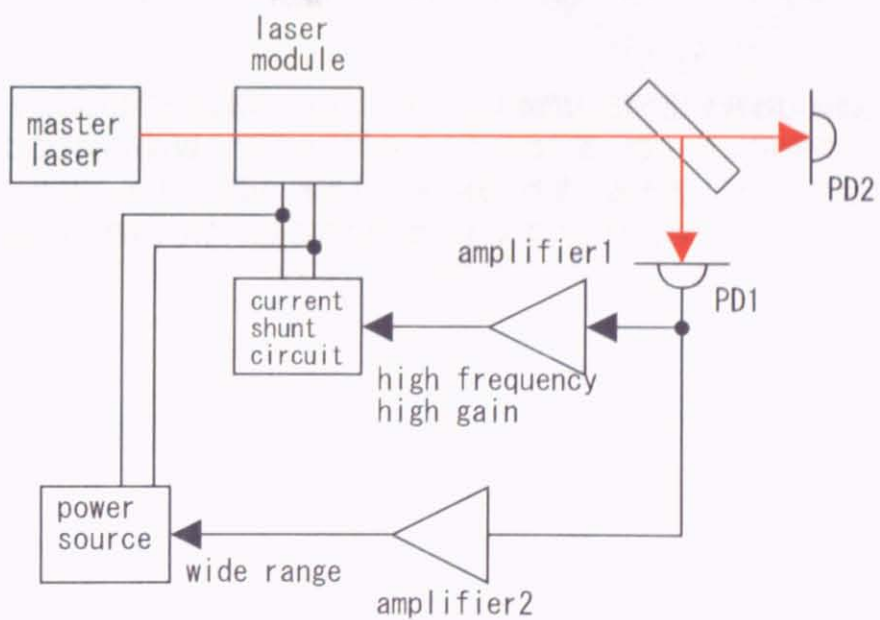 laser
module
master
laser
PD2
amplifier1
PD1
current
shunt
circuit
high frequency
high gain
power
source
wide range
amplifier2